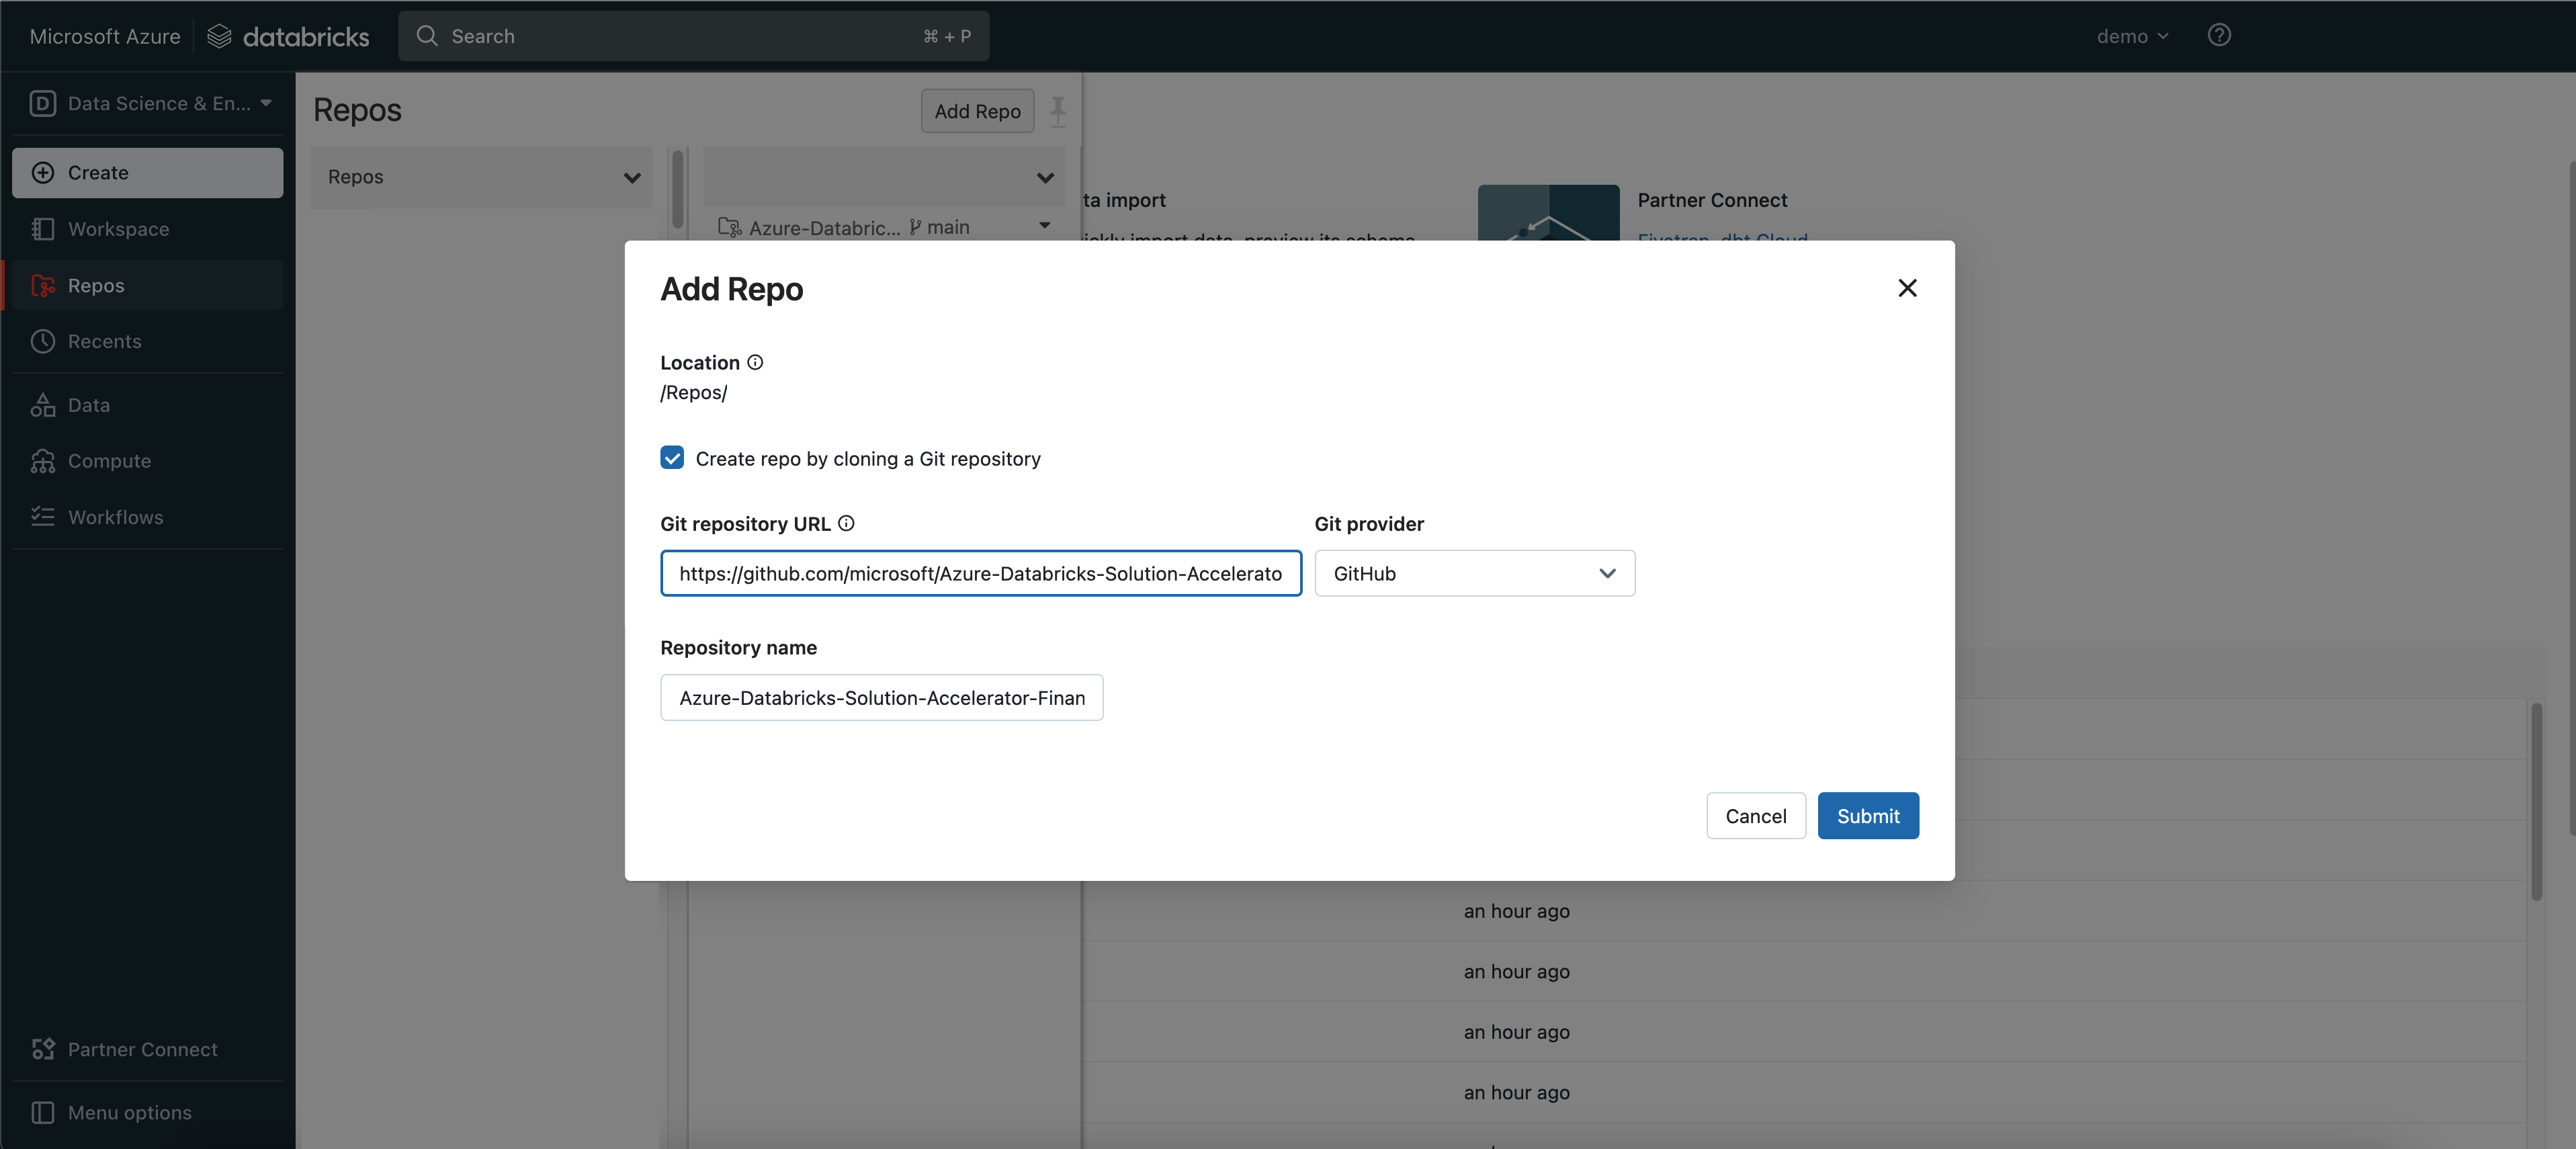 Microsoft Azure
databricks
Search
⌘ + P
demo
Data Science & En...
Create
Workspace
Repos
Recents
Data
Compute
Workflows
Partner Connect
Menu options
Repos
Add Repo
Repos
Azure-Databric...
main
ta import
Partner Connect
Add Repo
Location
/Repos/
Create repo by cloning a Git repository
Git repository URL
Git provider
https://github.com/microsoft/Azure-Databricks-Solution-Accelerato
GitHub
Repository name
Azure-Databricks-Solution-Accelerator-Finan
Cancel
Submit
an hour ago
an hour ago
an hour ago
an hour ago